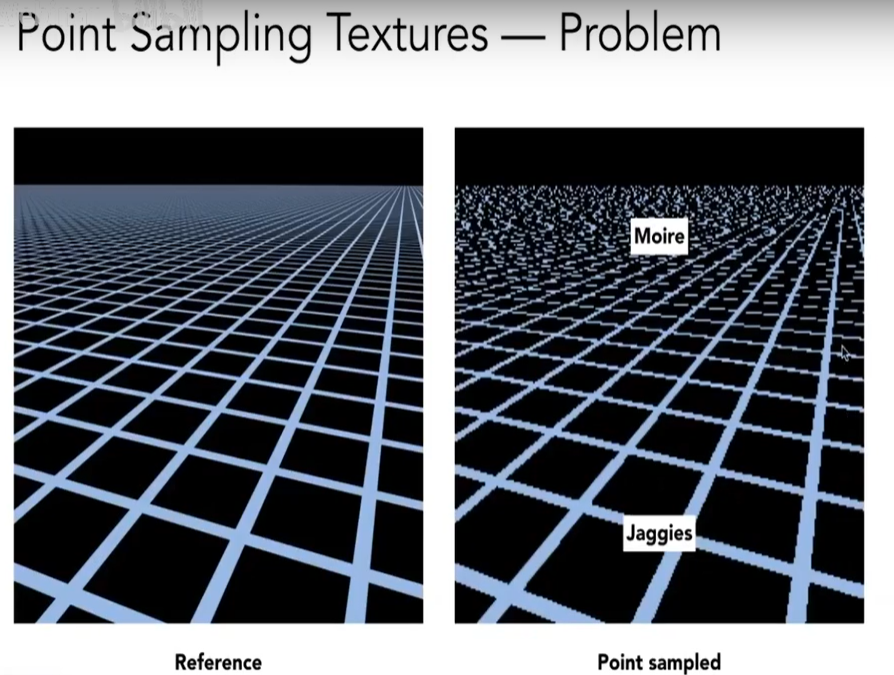 Point Sampling Textures — Problem
Moire
Jaggies
Reference
Point sampled